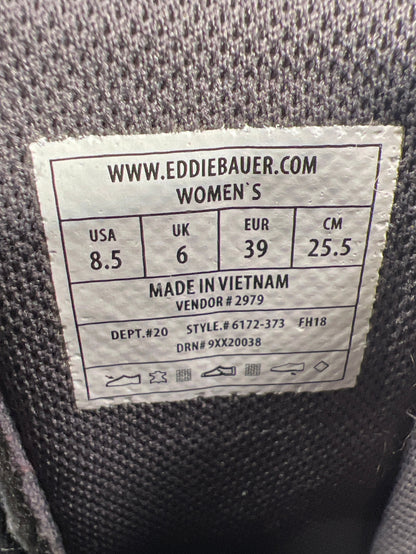 WWW.EDDIEBAUER.COM
WOMEN`S
USA UK EUR CM
8.5 6 39 25.5
MADE IN VIETNAM
VENDOR # 2979
DEPT.#20 STYLE.# 6172-373 FH18
DRN# 9XX20038